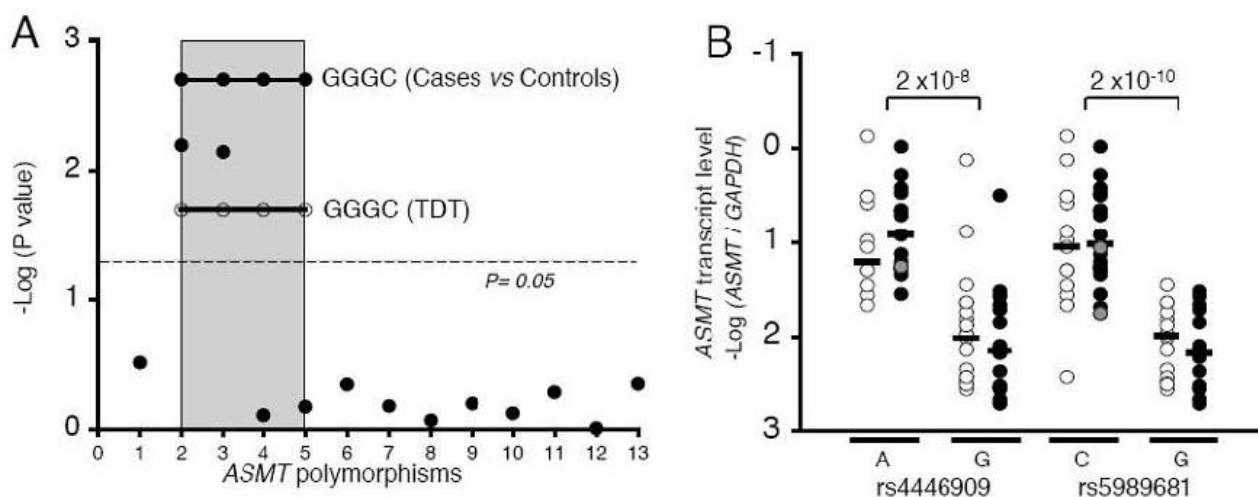 A
3
GGGC (Cases vs Controls)
2
GGGC (TDT)
-Log (P value)
P= 0.05
1
0
0 1 2 3 4 5 6 7 8 9 10 11 12 13
ASMT polymorphisms
B
-1
2 x10-8
2 x10-10
0
ASMT transcript level
-Log (ASMT / GAPDH)
1
2
3
A G C G
rs4446909 rs5989681